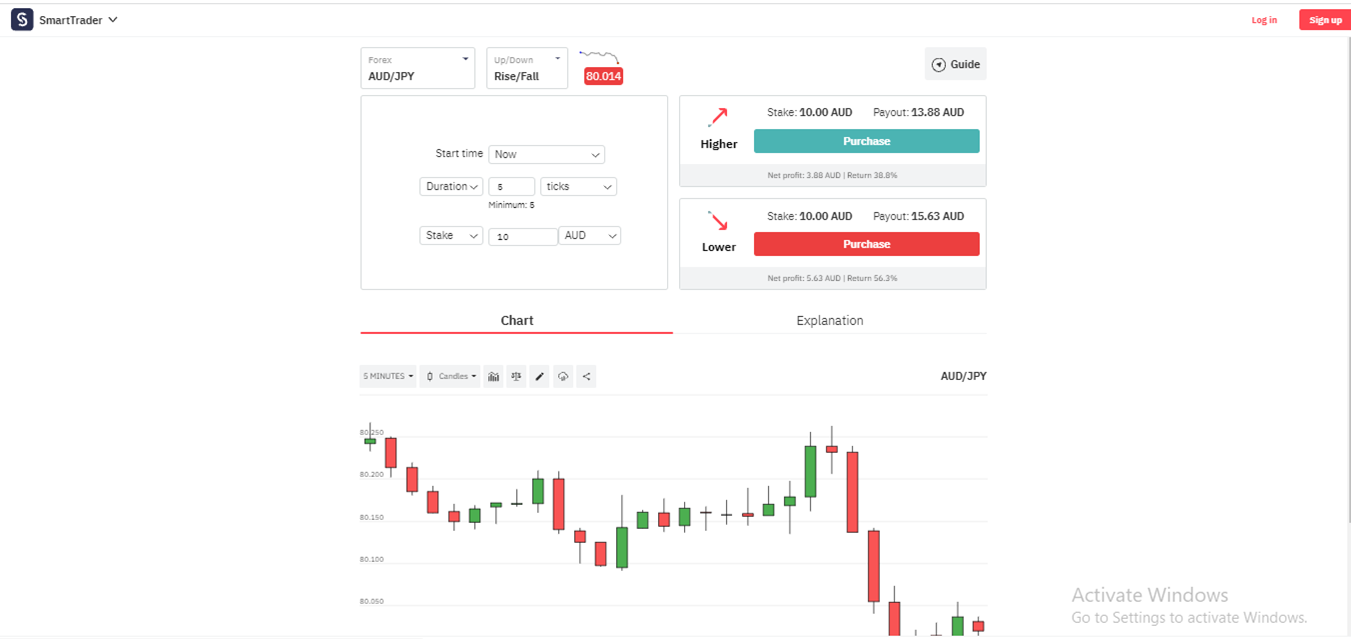 SmartTrader
Log in
Sign up
Forex
AUD/JPY
Up/Down
Rise/Fall
80.014
Guide
Start time
Now
Duration
5
ticks
Minimum: 5
Stake
10
AUD
Higher
Stake: 10.00 AUD
Payout: 13.88 AUD
Purchase
Net profit: 3.88 AUD | Return 38.8%
Lower
Stake: 10.00 AUD
Payout: 15.63 AUD
Purchase
Net profit: 5.63 AUD | Return 56.3%
Chart
Explanation
5 MINUTES
Candles
AUD/JPY
80.250
80.200
80.150
80.100
80.050
Activate Windows
Go to Settings to activate Windows.